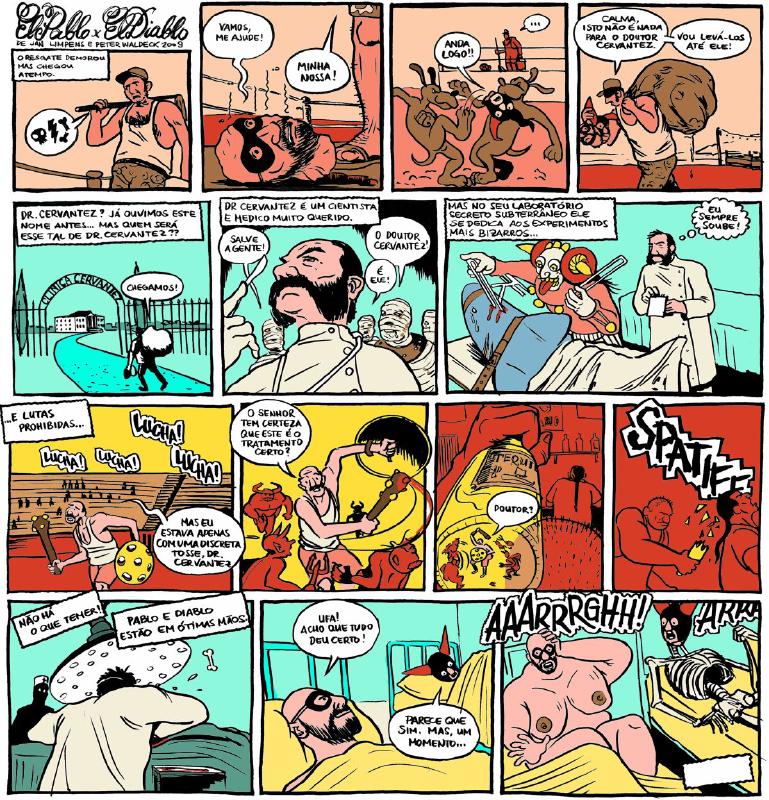 El Pablo x El Diablo
DE JAN LIMPENS E PETER WALDECK 2009
O RESGATE DEMOROU
MAS CHEGOU
A TEMPO.
VAMOS,
ME AJUDE!
MINHA
NOSSA!
ANDA
LOGO!!
...
CALMA,
ISTO NÃO É NADA
PARA O DOUTOR
CERVANTEZ.
VOU LEVÁ-LOS
ATÉ ELE!
DR. CERVANTEZ? JÁ OUVIMOS ESTE
NOME ANTES... MAS QUEM SERÁ
ESSE TAL DE DR. CERVANTEZ??
CLINICA CERVANTEZ
CHEGAMOS!
DR CERVANTEZ É UM CIENTISTA
E MEDICO MUITO QUERIDO.
SALVE
A GENTE!
O DOUTOR
CERVANTEZ!
É
ELE!
MAS NO SEU LABORATÓRIO
SECRETO SUBTERRÂNEO ELE
SE DEDICA AOS EXPERIMENTOS
MAIS BIZARROS...
EU
SEMPRE
SOUBE!
...E LUTAS
PROHIBIDAS...
LUCHA!
LUCHA!
LUCHA!
LUCHA!
MAS EU
ESTAVA APENAS
COM UMA DISCRETA
TOSSE, DR.
CERVANTEZ
O SENHOR
TEM CERTEZA
QUE ESTE É O
TRATAMENTO
CERTO?
TEQUI
DOUTOR?
SPATIFF
NÃO HÁ
O QUE TEMER!
PABLO E DIABLO
ESTÃO EM ÓTIMAS MÃOS.
UFA!
ACHO QUE TUDO
DEU CERTO!
PARECE QUE
SIM. MAS, UM
MOMENTO...
AAARRRGHH!
ARRA